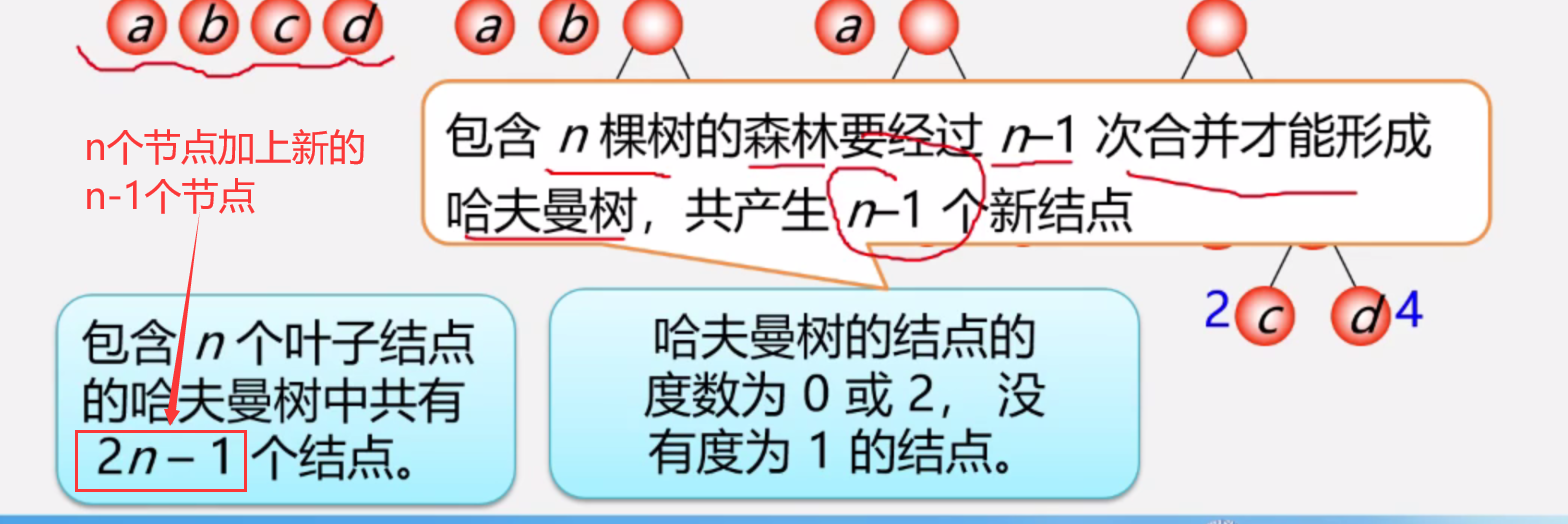 a b c d a b a
包含 n 棵树的森林要经过 n–1 次合并才能形成
哈夫曼树，共产生 n–1 个新结点
n个节点加上新的
n-1个节点
2 c d 4
包含 n 个叶子结点
的哈夫曼树中共有
2n – 1 个结点。
哈夫曼树的结点的
度数为 0 或 2， 没
有度为 1 的结点。